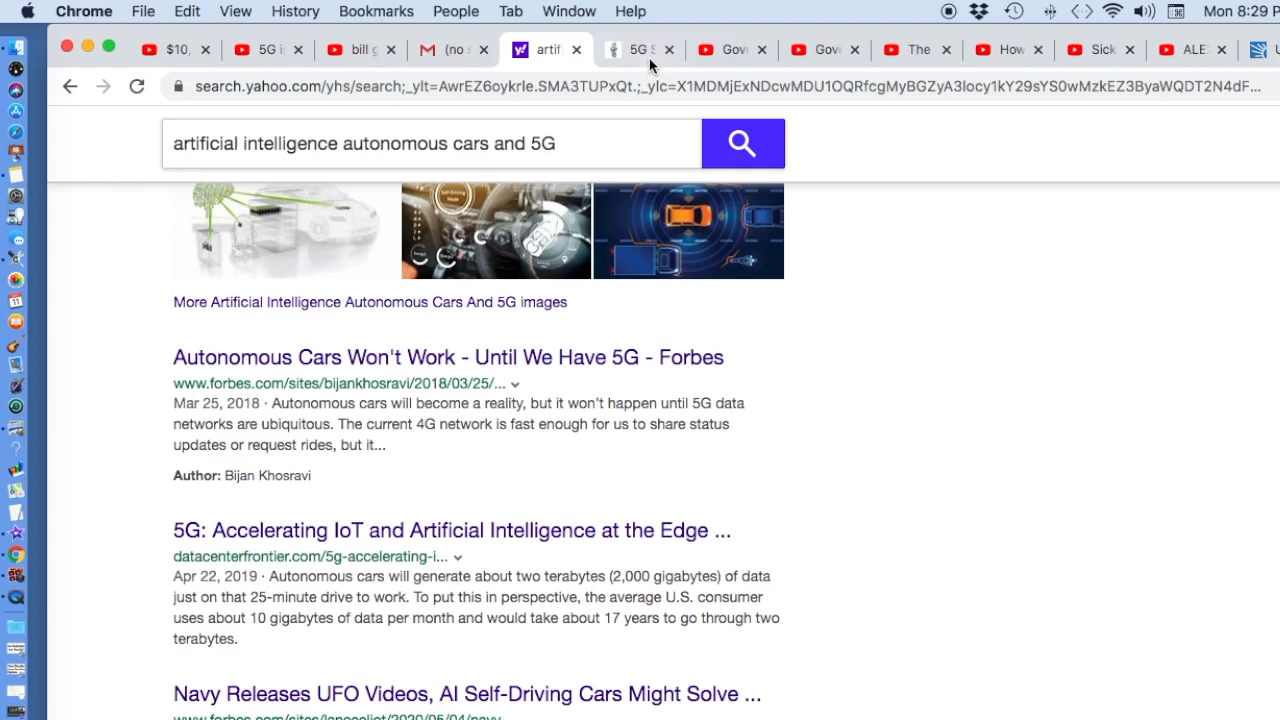 Chrome File Edit View History Bookmarks People Tab Window Help Mon 8:29 P
$10, 5G i bill g (no s artif 5G S Gove Gove The How Sick ALE
search.yahoo.com/yhs/search;_ylt=AwrEZ6oykrIe.SMA3TUPxQt.;_ylc=X1MDMjExNDcwMDU1OQRfcgMyBGZyA3locy1kY29sYS0wMzkEZ3ByaWQDT2N4dF...
artificial intelligence autonomous cars and 5G
More Artificial Intelligence Autonomous Cars And 5G images
Autonomous Cars Won't Work - Until We Have 5G - Forbes
www.forbes.com/sites/bijankhosravi/2018/03/25/...
Mar 25, 2018 · Autonomous cars will become a reality, but it won't happen until 5G data
networks are ubiquitous. The current 4G network is fast enough for us to share status
updates or request rides, but it...
Author: Bijan Khosravi
5G: Accelerating IoT and Artificial Intelligence at the Edge ...
datacenterfrontier.com/5g-accelerating-i...
Apr 22, 2019 · Autonomous cars will generate about two terabytes (2,000 gigabytes) of data
just on that 25-minute drive to work. To put this in perspective, the average U.S. consumer
uses about 10 gigabytes of data per month and would take about 17 years to go through two
terabytes.
Navy Releases UFO Videos, AI Self-Driving Cars Might Solve ...
www.forbes.com/sites/lanceeliot/2020/05/04/navy